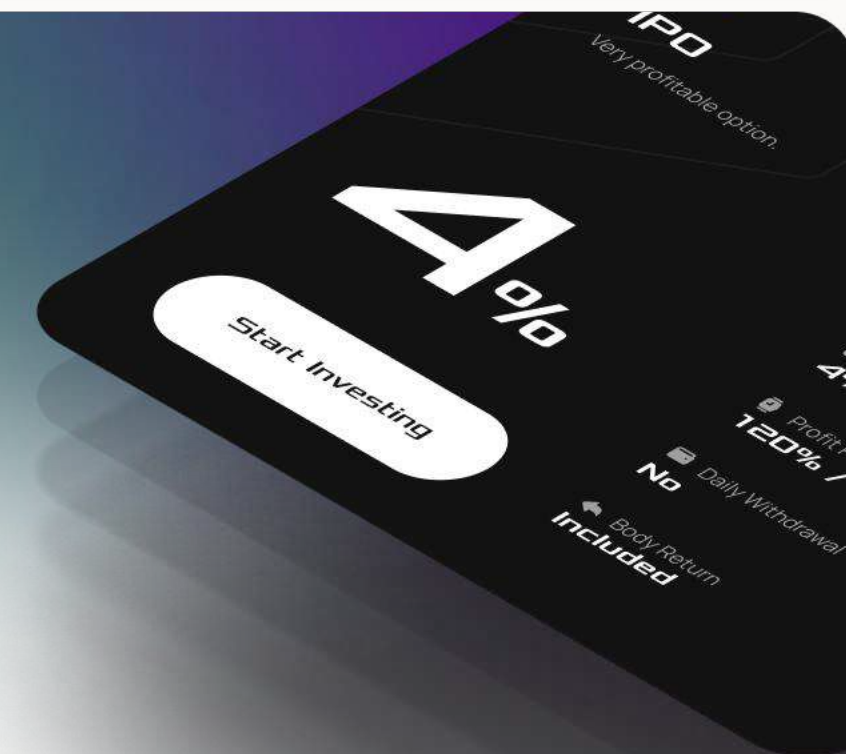 IPO
Very profitable option.
4%
Start Investing
Profit
120% /
Daily Withdrawal
No
Body Return
Included